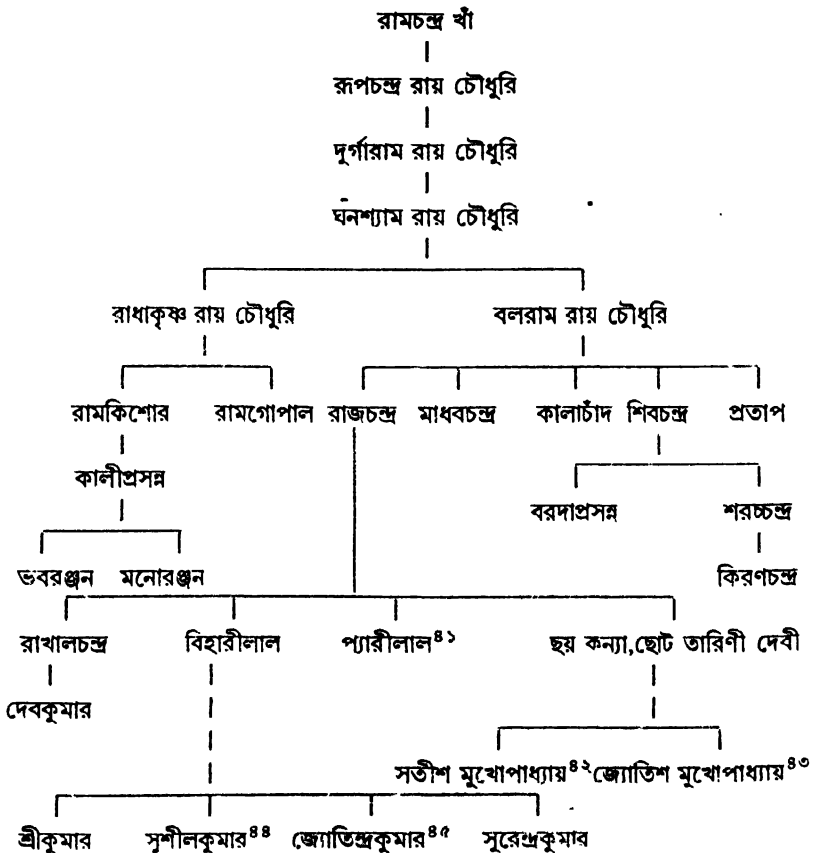 রামচন্দ্র খাঁ
রূপচন্দ্র রায় চৌধুরি
দুর্গারাম রায় চৌধুরি
ঘনশ্যাম রায় চৌধুরি
রাধাকৃষ্ণ রায় চৌধুরি বলরাম রায় চৌধুরি
রামকিশোর রামগোপাল রাজচন্দ্র মাধবচন্দ্র কালাচাঁদ শিবচন্দ্র প্রতাপ
কালীপ্রসন্ন
বরদাপ্রসন্ন শরচ্চন্দ্র
ভবরঞ্জন মনোরঞ্জন কিরণচন্দ্র
রাখালচন্দ্র বিহারীলাল প্যারীলাল৪১ ছয় কন্যা,ছোট তারিণী দেবী
দেবকুমার
সতীশ মুখোপাধ্যায়৪২ জ্যোতিশ মুখোপাধ্যায়৪৩
শ্রীকুমার সুশীলকুমার৪৪ জ্যোতিন্দ্রকুমার৪৫ সুরেন্দ্রকুমার